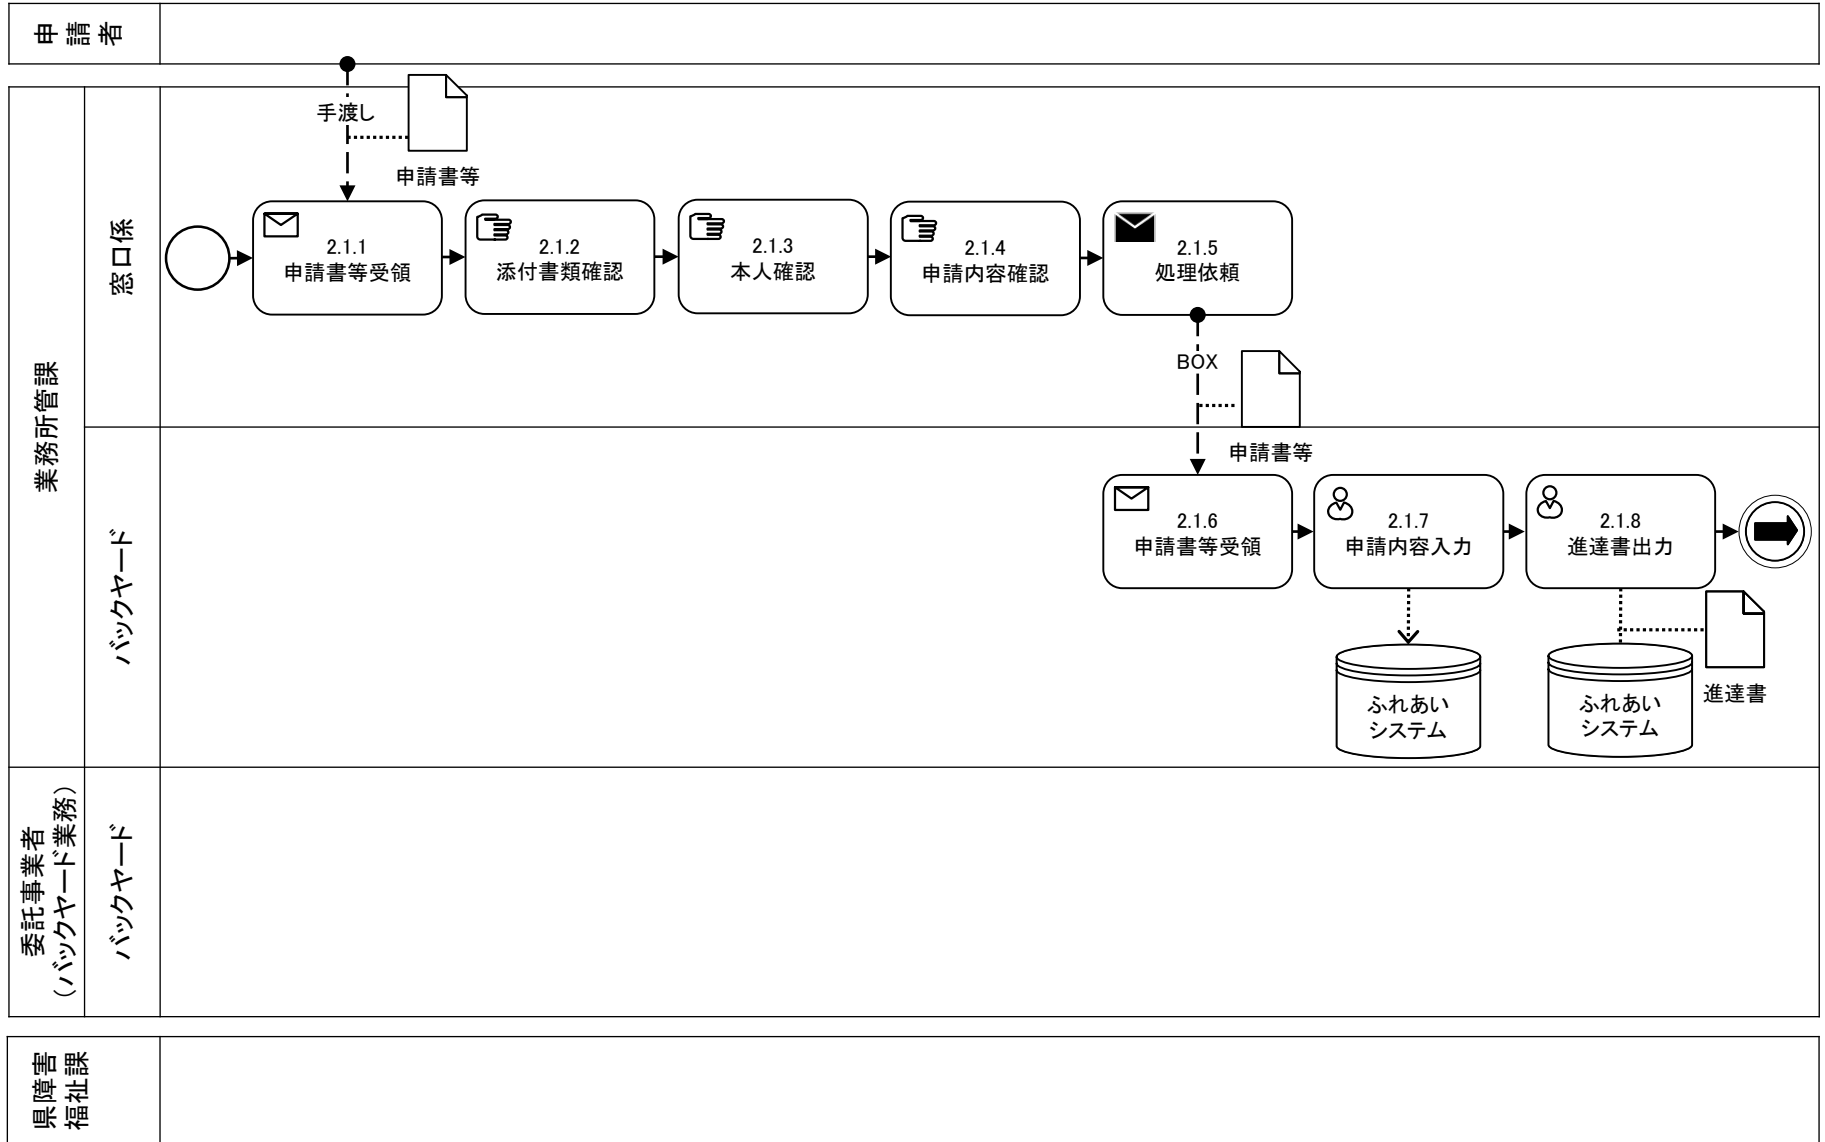 申請者
手渡し
申請書等
業務所管課
窓口係
2.1.1
申請書等受領
2.1.2
添付書類確認
2.1.3
本人確認
2.1.4
申請内容確認
2.1.5
処理依頼
BOX
申請書等
バックヤード
2.1.6
申請書等受領
2.1.7
申請内容入力
2.1.8
進達書出力
ふれあい
システム
ふれあい
システム
進達書
委託事業者
（バックヤード業務）
バックヤード
県障害
福祉課